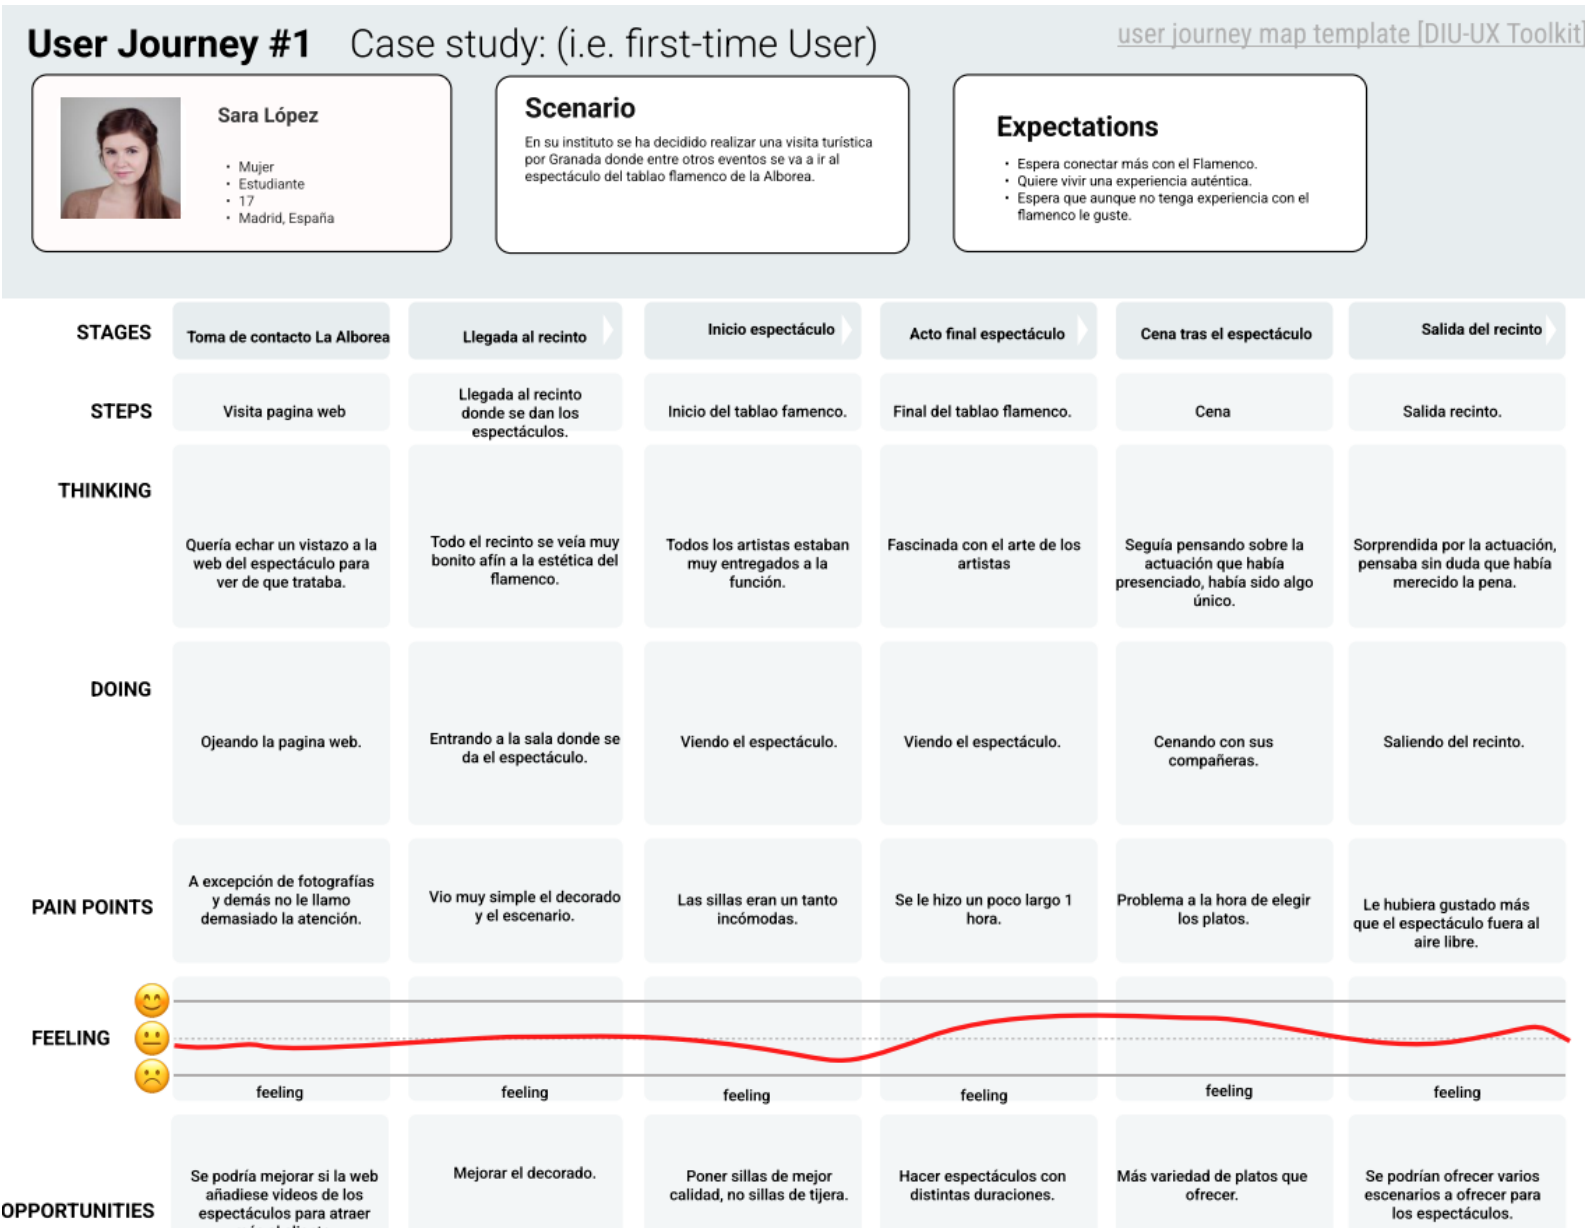 User Journey #1 Case study: (i.e. first-time User)
user journey map template [DIU-UX Toolkit]
Sara López
• Mujer
• Estudiante
• 17
• Madrid, España
Scenario
En su instituto se ha decidido realizar una visita turística
por Granada donde entre otros eventos se va a ir al
espectáculo del tablao flamenco de la Alborea.
Expectations
• Espera conectar más con el Flamenco.
• Quiere vivir una experiencia auténtica.
• Espera que aunque no tenga experiencia con el
flamenco le guste.
STAGES
Toma de contacto La Alborea
Llegada al recinto
Inicio espectáculo
Acto final espectáculo
Cena tras el espectáculo
Salida del recinto
STEPS
Visita pagina web
Llegada al recinto
donde se dan los
espectáculos.
Inicio del tablao famenco.
Final del tablao flamenco.
Cena
Salida recinto.
THINKING
Quería echar un vistazo a la
web del espectáculo para
ver de que trataba.
Todo el recinto se veía muy
bonito afín a la estética del
flamenco.
Todos los artistas estaban
muy entregados a la
función.
Fascinada con el arte de los
artistas
Seguía pensando sobre la
actuación que había
presenciado, había sido algo
único.
Sorprendida por la actuación,
pensaba sin duda que había
merecido la pena.
DOING
Ojeando la pagina web.
Entrando a la sala donde se
da el espectáculo.
Viendo el espectáculo.
Viendo el espectáculo.
Cenando con sus
compañeras.
Saliendo del recinto.
PAIN POINTS
A excepción de fotografías
y demás no le llamo
demasiado la atención.
Vio muy simple el decorado
y el escenario.
Las sillas eran un tanto
incómodas.
Se le hizo un poco largo 1
hora.
Problema a la hora de elegir
los platos.
Le hubiera gustado más
que el espectáculo fuera al
aire libre.
FEELING
feeling
feeling
feeling
feeling
feeling
feeling
OPPORTUNITIES
Se podría mejorar si la web
añadiese videos de los
espectáculos para atraer
Mejorar el decorado.
Poner sillas de mejor
calidad, no sillas de tijera.
Hacer espectáculos con
distintas duraciones.
Más variedad de platos que
ofrecer.
Se podrían ofrecer varios
escenarios a ofrecer para
los espectáculos.